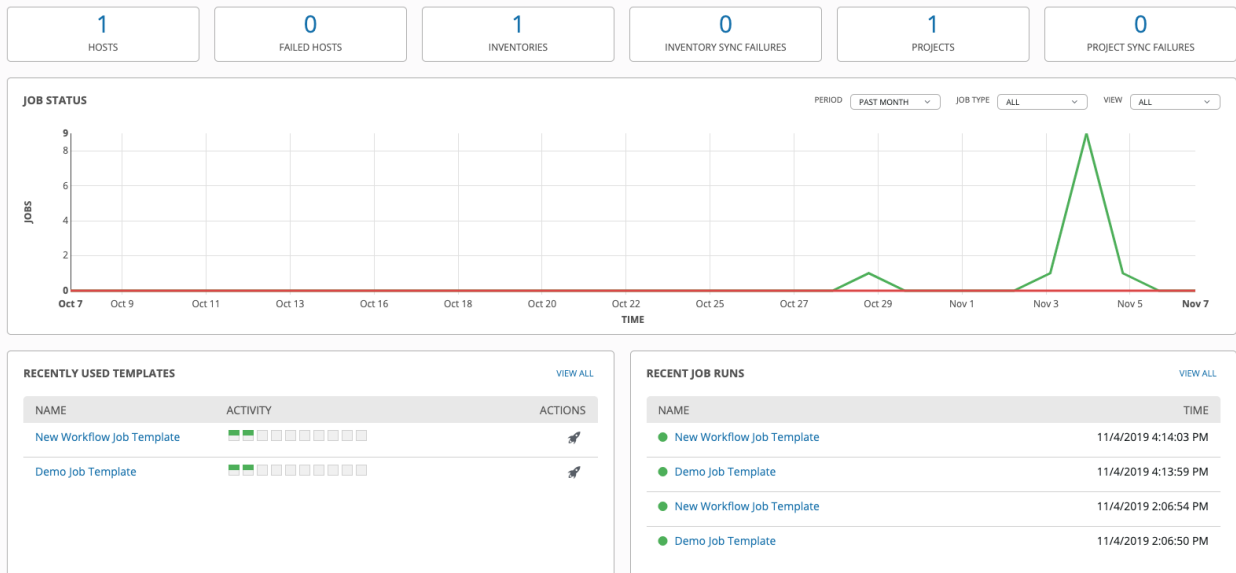 1 0 1 0 1 0
HOSTS FAILED HOSTS INVENTORIES INVENTORY SYNC FAILURES PROJECTS PROJECT SYNC FAILURES
JOB STATUS PERIOD PAST MONTH JOB TYPE ALL VIEW ALL
9
8
6
4
2
0
JOBS
Oct 7 Oct 9 Oct 11 Oct 13 Oct 16 Oct 18 Oct 20 Oct 22 Oct 25 Oct 27 Oct 29 Nov 1 Nov 3 Nov 5 Nov 7
TIME
RECENTLY USED TEMPLATES VIEW ALL
NAME ACTIVITY ACTIONS
New Workflow Job Template
Demo Job Template
RECENT JOB RUNS VIEW ALL
NAME TIME
New Workflow Job Template 11/4/2019 4:14:03 PM
Demo Job Template 11/4/2019 4:13:59 PM
New Workflow Job Template 11/4/2019 2:06:54 PM
Demo Job Template 11/4/2019 2:06:50 PM